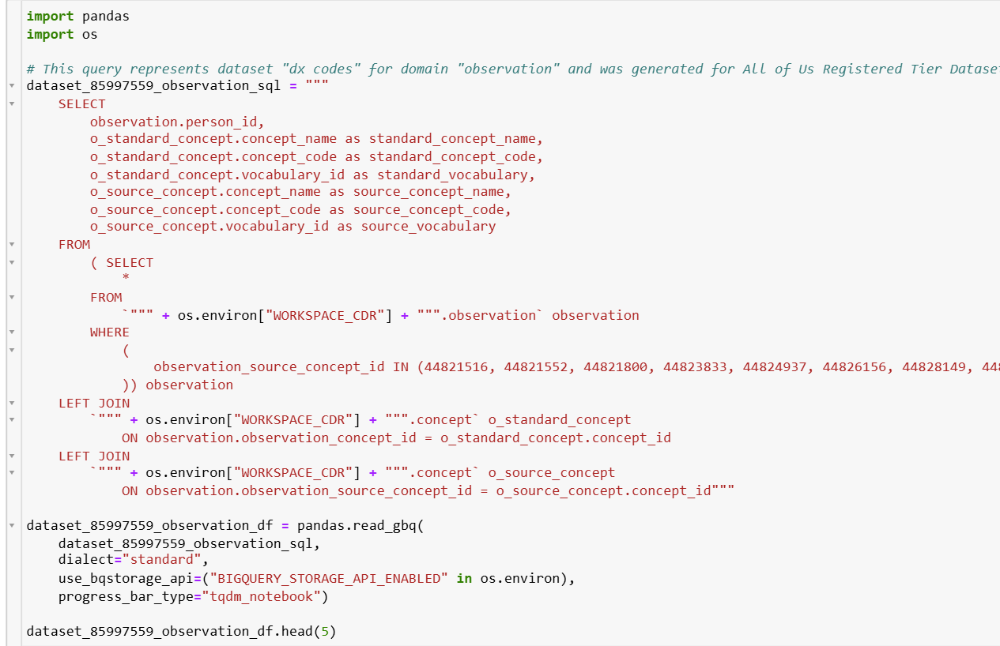 import pandas
import os
# This query represents dataset "dx codes" for domain "observation" and was generated for All of Us Registered Tier
dataset_85997559_observation_sql = """
SELECT
observation.person_id,
o_standard_concept.concept_name as standard_concept_name,
o_standard_concept.concept_code as standard_concept_code,
o_standard_concept.vocabulary_id as standard_vocabulary,
o_source_concept.concept_name as source_concept_name,
o_source_concept.concept_code as source_concept_code,
o_source_concept.vocabulary_id as source_vocabulary
FROM
( SELECT
*
FROM
`""" + os.environ["WORKSPACE_CDR"] + """.observation` observation
WHERE
(
observation_source_concept_id IN (44821516, 44821552, 44821800, 44823833, 44824937, 44826156, 44828149,
)) observation
LEFT JOIN
`""" + os.environ["WORKSPACE_CDR"] + """.concept` o_standard_concept
ON observation.observation_concept_id = o_standard_concept.concept_id
LEFT JOIN
`""" + os.environ["WORKSPACE_CDR"] + """.concept` o_source_concept
ON observation.observation_source_concept_id = o_source_concept.concept_id"""
dataset_85997559_observation_df = pandas.read_gbq(
dataset_85997559_observation_sql,
dialect="standard",
use_bqstorage_api=("BIGQUERY_STORAGE_API_ENABLED" in os.environ),
progress_bar_type="tqdm_notebook")
dataset_85997559_observation_df.head(5)